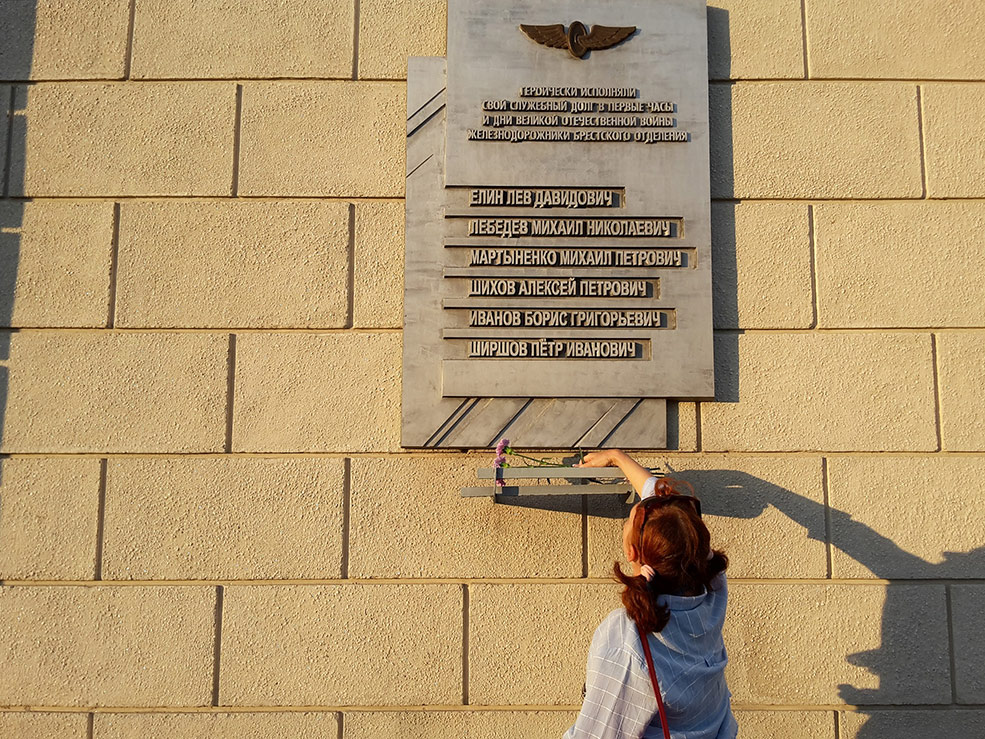 ГЕРОИЧЕСКИ ИСПОЛНЯЛИ
СВОЙ СЛУЖЕБНЫЙ ДОЛГ В ПЕРВЫЕ ЧАСЫ
И ДНИ ВЕЛИКОЙ ОТЕЧЕСТВЕННОЙ ВОЙНЫ
ЖЕЛЕЗНОДОРОЖНИКИ БРЕСТСКОГО ОТДЕЛЕНИЯ
ЕЛИН ЛЕВ ДАВИДОВИЧ
ЛЕБЕДЕВ МИХАИЛ НИКОЛАЕВИЧ
МАРТЫНЕНКО МИХАИЛ ПЕТРОВИЧ
ШИХОВ АЛЕКСЕЙ ПЕТРОВИЧ
ИВАНОВ БОРИС ГРИГОРЬЕВИЧ
ШИРШОВ ПЁТР ИВАНОВИЧ